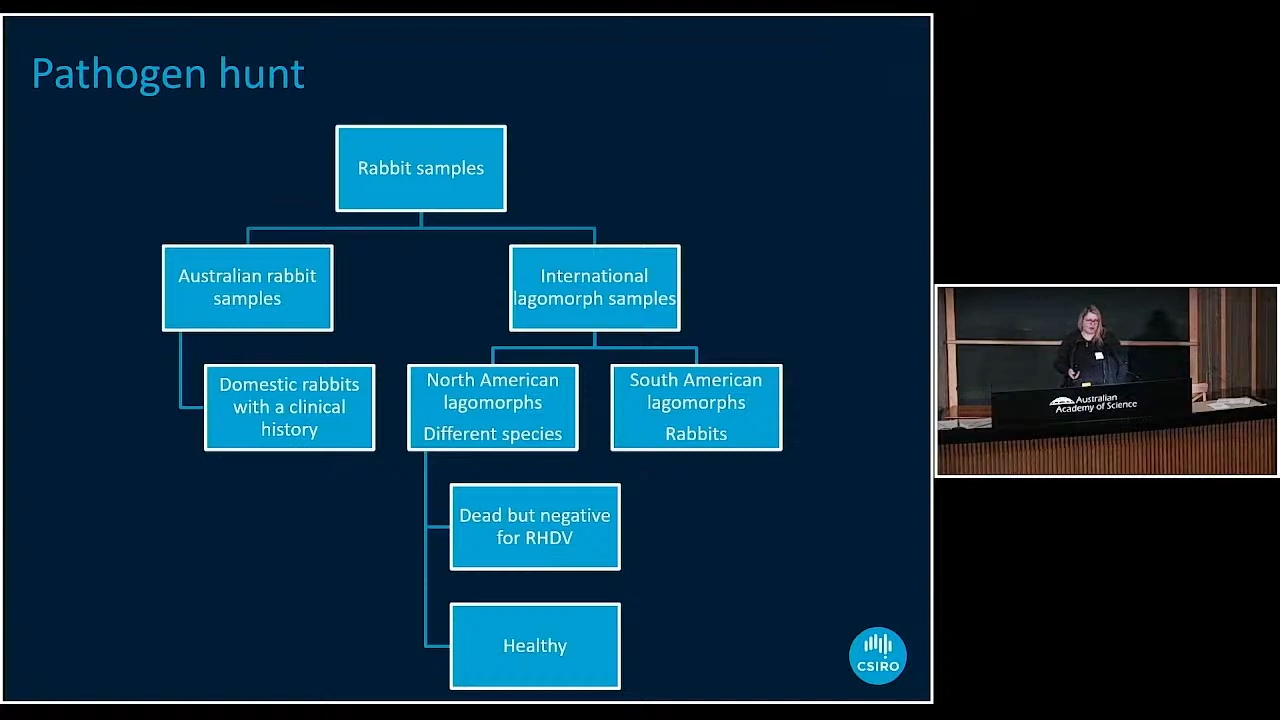 Pathogen hunt
Rabbit samples
Australian rabbit
samples
International
lagomorph samples
Domestic rabbits
with a clinical
history
North American
lagomorphs
Different species
South American
lagomorphs
Rabbits
Dead but negative
for RHDV
Healthy
CSIRO
Australian
Academy of Science